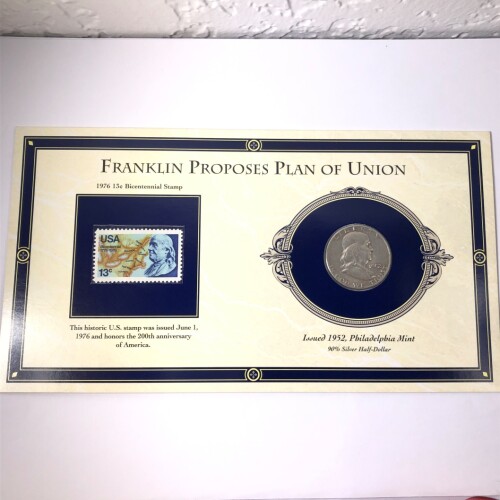 FRANKLIN PROPOSES PLAN OF UNION
1976 13c Bicentennial Stamp
USA
13c
This historic U.S. stamp was issued June 1,
1976 and honors the 200th anniversary
of America.
Issued 1952, Philadelphia Mint
90% Silver Half-Dollar